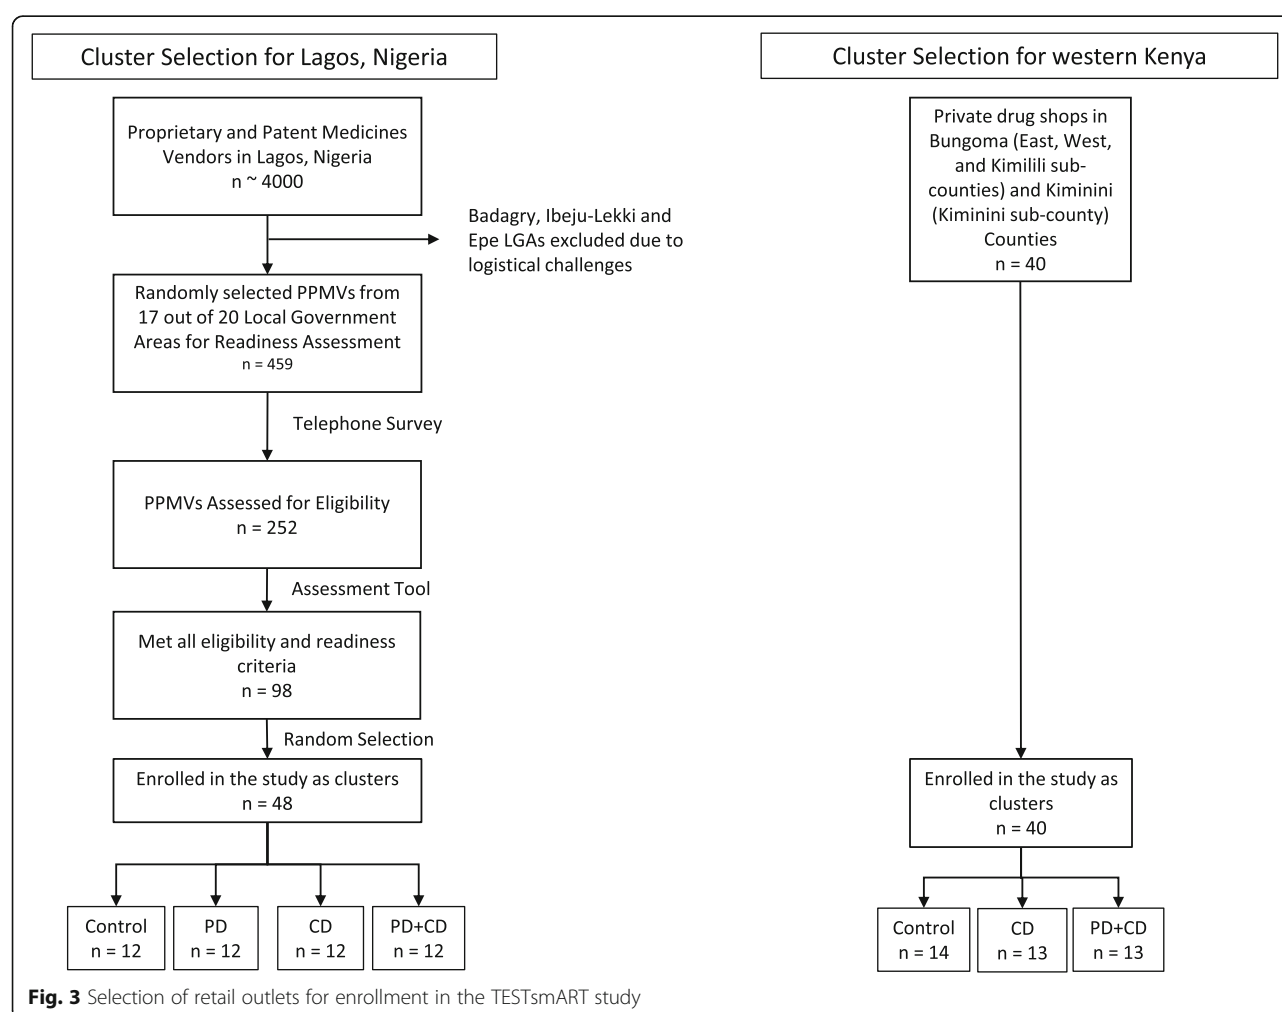 Cluster Selection for Lagos, Nigeria
Proprietary and Patent Medicines
Vendors in Lagos, Nigeria
n ~ 4000
Badagry, Ibeju-Lekki and
Epe LGAs excluded due to
logistical challenges
Randomly selected PPMVs from
17 out of 20 Local Government
Areas for Readiness Assessment
n = 459
Telephone Survey
PPMVs Assessed for Eligibility
n = 252
Assessment Tool
Met all eligibility and readiness
criteria
n = 98
Random Selection
Enrolled in the study as clusters
n = 48
Control
n = 12
PD
n = 12
CD
n = 12
PD+CD
n = 12
Cluster Selection for western Kenya
Private drug shops in
Bungoma (East, West,
and Kimilili sub-
counties) and Kiminini
(Kiminini sub-county)
Counties
n = 40
Enrolled in the study as
clusters
n = 40
Control
n = 14
CD
n = 13
PD+CD
n = 13
Fig. 3 Selection of retail outlets for enrollment in the TESTsmART study